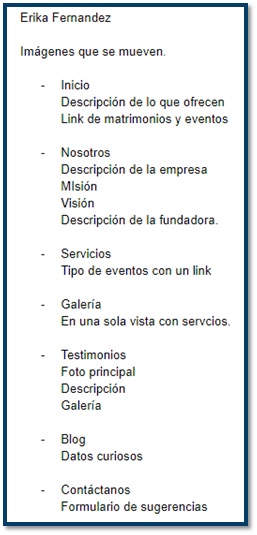 Erika Fernandez
Imágenes que se mueven.
- Inicio
Descripción de lo que ofrecen
Link de matrimonios y eventos
- Nosotros
Descripción de la empresa
MIsión
Visión
Descripción de la fundadora.
- Servicios
Tipo de eventos con un link
- Galería
En una sola vista con servcios.
- Testimonios
Foto principal
Descripción
Galería
- Blog
Datos curiosos
- Contáctanos
Formulario de sugerencias